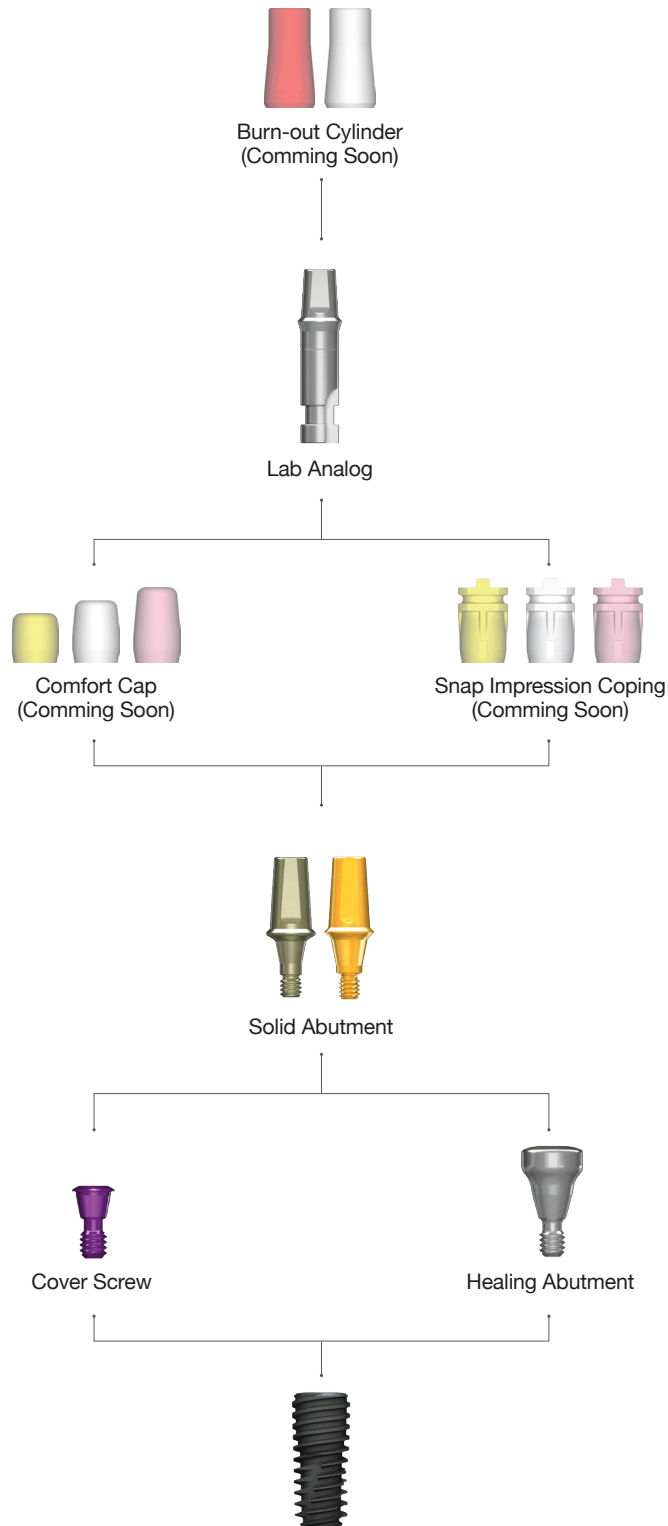 Burn-out Cylinder
(Comming Soon)
Lab Analog
Comfort Cap
(Comming Soon)
Snap Impression Coping
(Comming Soon)
Solid Abutment
Cover Screw
Healing Abutment